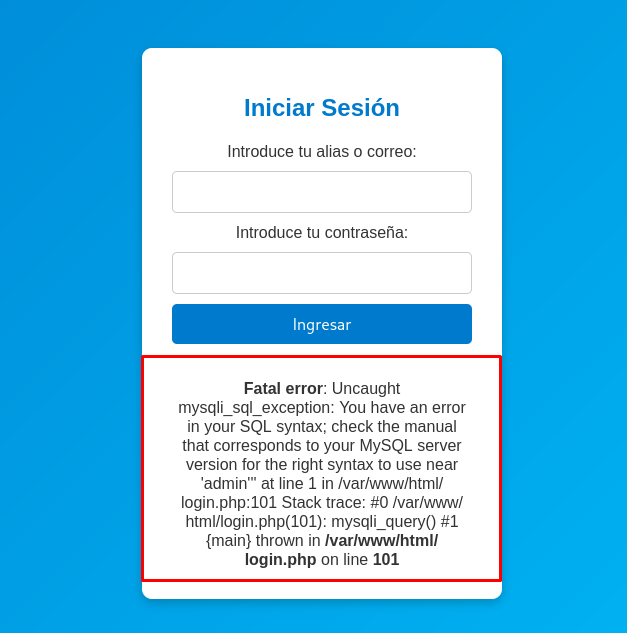 Iniciar Sesión
Introduce tu alias o correo:
Introduce tu contraseña:
Ingresar
Fatal error: Uncaught
mysqli_sql_exception: You have an error
in your SQL syntax; check the manual
that corresponds to your MySQL server
version for the right syntax to use near
'admin'" at line 1 in /var/www/html/
login.php:101 Stack trace: #0 /var/www/
html/login.php(101): mysqli_query() #1
{main} thrown in /var/www/html/
login.php on line 101